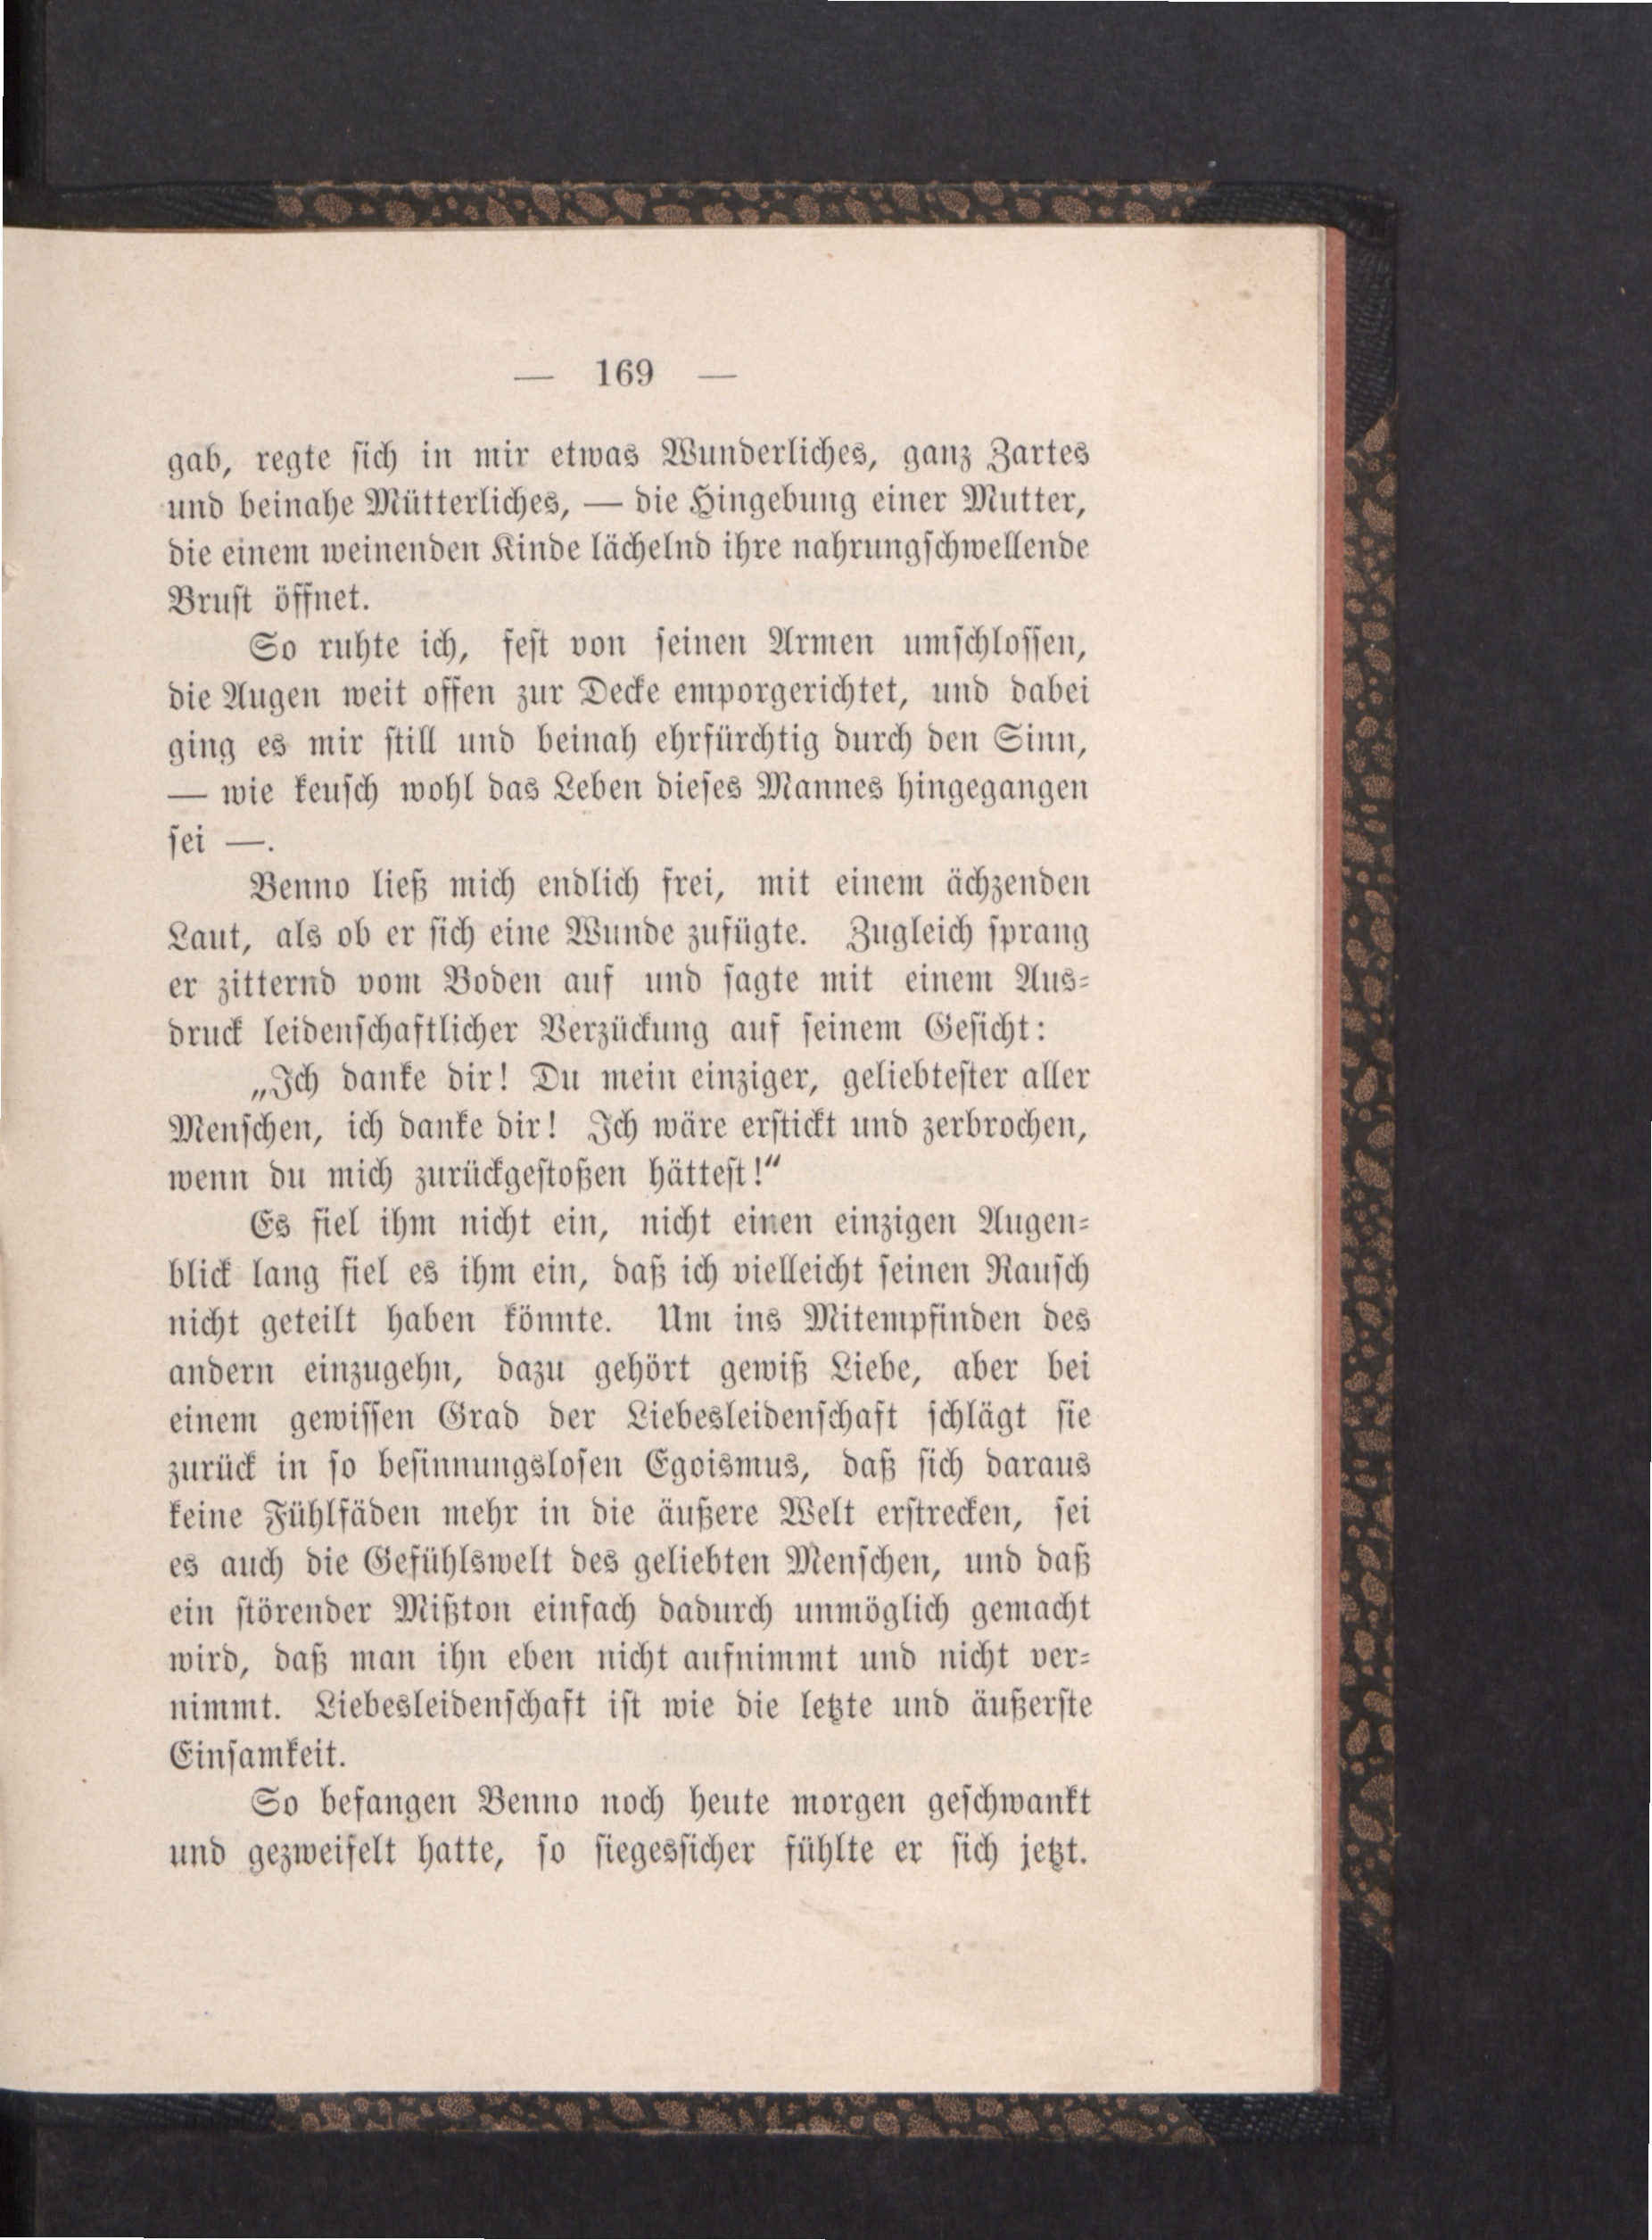 — 169 —
gab, regte sich in mir etwas Wunderliches, ganz Zartes
und beinahe Mütterliches, — die Hingebung einer Mutter,
die einem weinenden Kinde lächelnd ihre nahrungschwellende
Brust öffnet.
So ruhte ich, fest von seinen Armen umschlossen,
die Augen weit offen zur Decke emporgerichtet, und dabei
ging es mir still und beinah ehrfürchtig durch den Sinn,
— wie keusch wohl das Leben dieses Mannes hingegangen
sei —.
Benno ließ mich endlich frei, mit einem ächzenden
Laut, als ob er sich eine Wunde zufügte. Zugleich sprang
er zitternd vom Boden auf und sagte mit einem Aus-
druck leidenschaftlicher Verzückung auf seinem Gesicht:
„Ich danke dir! Du mein einziger, geliebtester aller
Menschen, ich danke dir! Ich wäre erstickt und zerbrochen,
wenn du mich zurückgestoßen hättest!“
Es fiel ihm nicht ein, nicht einen einzigen Augen-
blick lang fiel es ihm ein, daß ich vielleicht seinen Rausch
nicht geteilt haben könnte. Um ins Mitempfinden des
andern einzugehn, dazu gehört gewiß Liebe, aber bei
einem gewissen Grad der Liebesleidenschaft schlägt sie
zurück in so besinnungslosen Egoismus, daß sich daraus
keine Fühlfäden mehr in die äußere Welt erstrecken, sei
es auch die Gefühlswelt des geliebten Menschen, und daß
ein störender Mißton einfach dadurch unmöglich gemacht
wird, daß man ihn eben nicht aufnimmt und nicht ver-
nimmt. Liebesleidenschaft ist wie die letzte und äußerste
Einsamkeit.
So befangen Benno noch heute morgen geschwankt
und gezweifelt hatte, so siegessicher fühlte er sich jetzt.